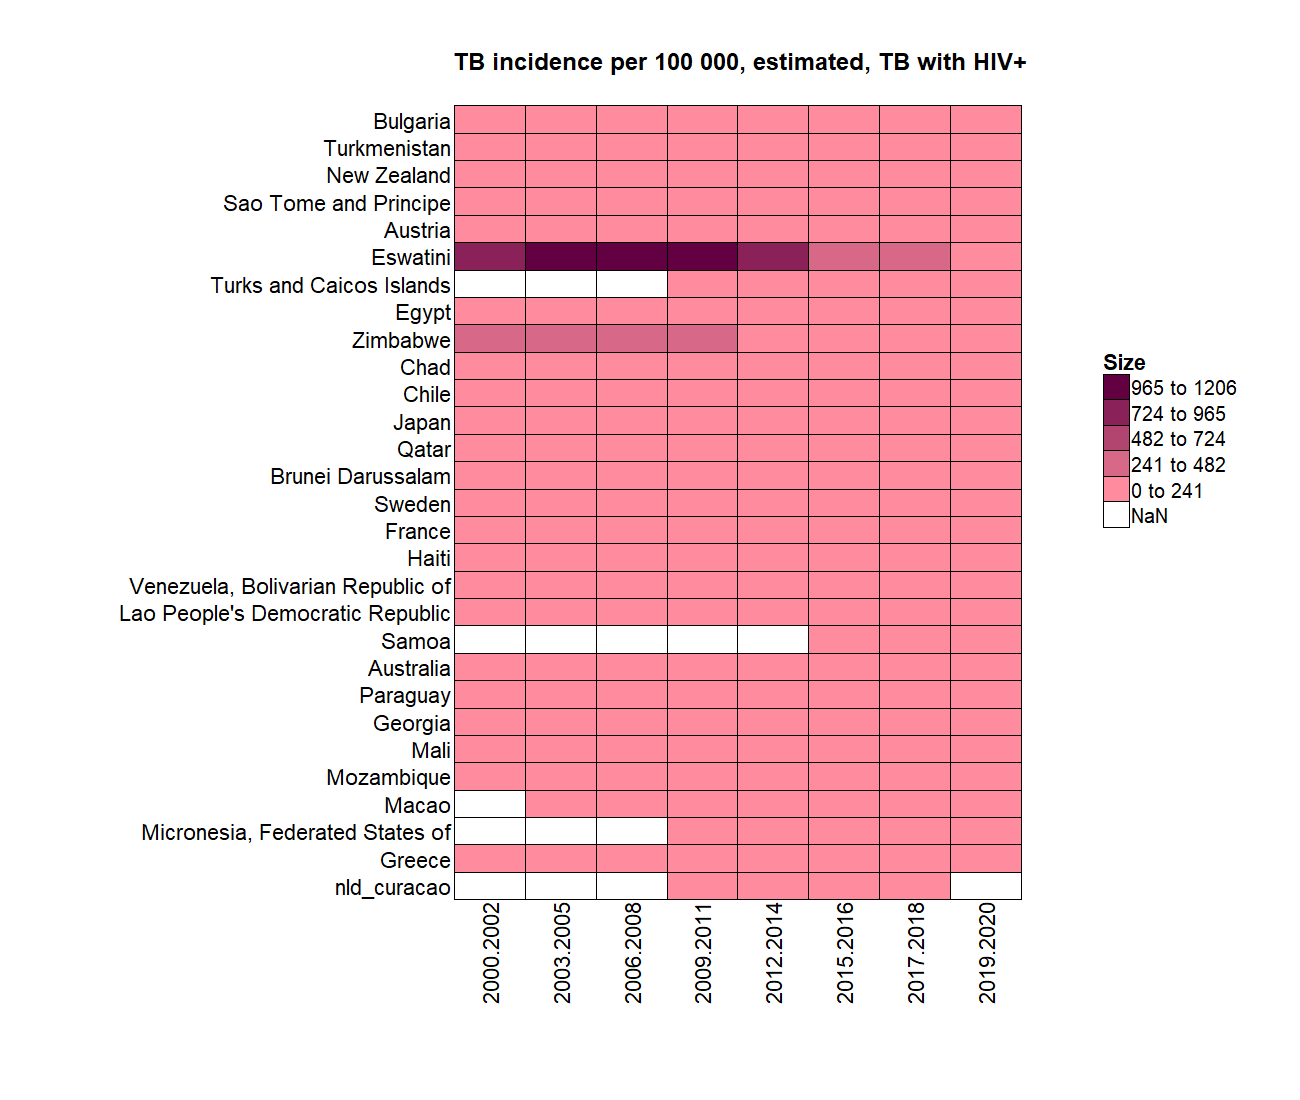 TB incidence per 100 000, estimated, TB with HIV+
Bulgaria
Turkmenistan
New Zealand
Sao Tome and Principe
Austria
Eswatini
Turks and Caicos Islands
Egypt
Zimbabwe
Chad
Chile
Japan
Qatar
Brunei Darussalam
Sweden
France
Haiti
Venezuela, Bolivarian Republic of
Lao People's Democratic Republic
Samoa
Australia
Paraguay
Georgia
Mali
Mozambique
Macao
Micronesia, Federated States of
Greece
nld_curacao
2000.2002
2003.2005
2006.2008
2009.2011
2012.2014
2015.2016
2017.2018
2019.2020
Size
965 to 1206
724 to 965
482 to 724
241 to 482
0 to 241
NaN